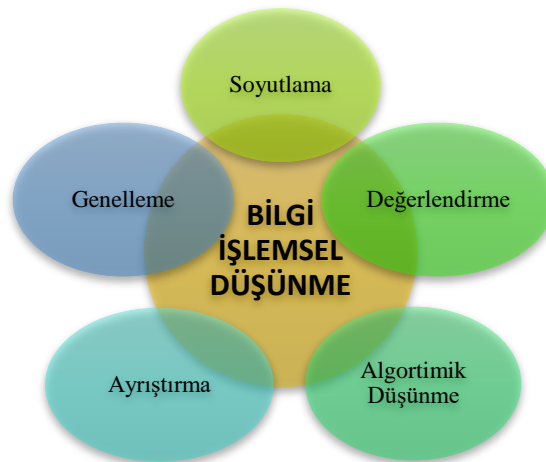 Soyutlama
Değerlendirme
Algortimik
Düşünme
Ayrıştırma
Genelleme
BİLGİ
İŞLEMSEL
DÜŞÜNME